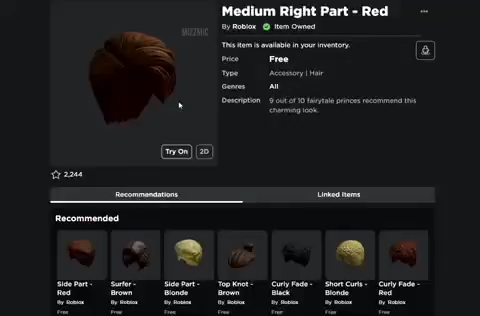 Medium Right Part - Red
By Roblox Item Owned
This item is available in your inventory.
Price Free
Type Accessory | Hair
Genres All
Description 9 out of 10 fairytale princes recommend this
charming look.
MIZZMIC
Try On 2D
2,244
Recommendations Linked Items
Recommended
Side Part - Red
By Roblox
Free
Surfer - Brown
By Roblox
Free
Side Part - Blonde
By Roblox
Free
Top Knot - Brown
By Roblox
Free
Curly Fade - Black
By Roblox
Free
Short Curls - Blonde
By Roblox
Free
Curly Fade - Red
By Roblox
Free